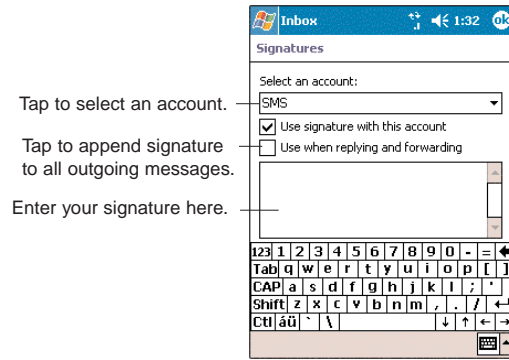 Inbox 1:32 ok
Signatures
Select an account:
Tap to select an account.
SMS
Use signature with this account
Tap to append signature
to all outgoing messages.
Use when replying and forwarding
Enter your signature here.
123 1 2 3 4 5 6 7 8 9 0 - =
Tab q w e r t y u i o p [ ]
CAP a s d f g h j k l ; '
Shift z x c v b n m , . /
Ctl áü ` \